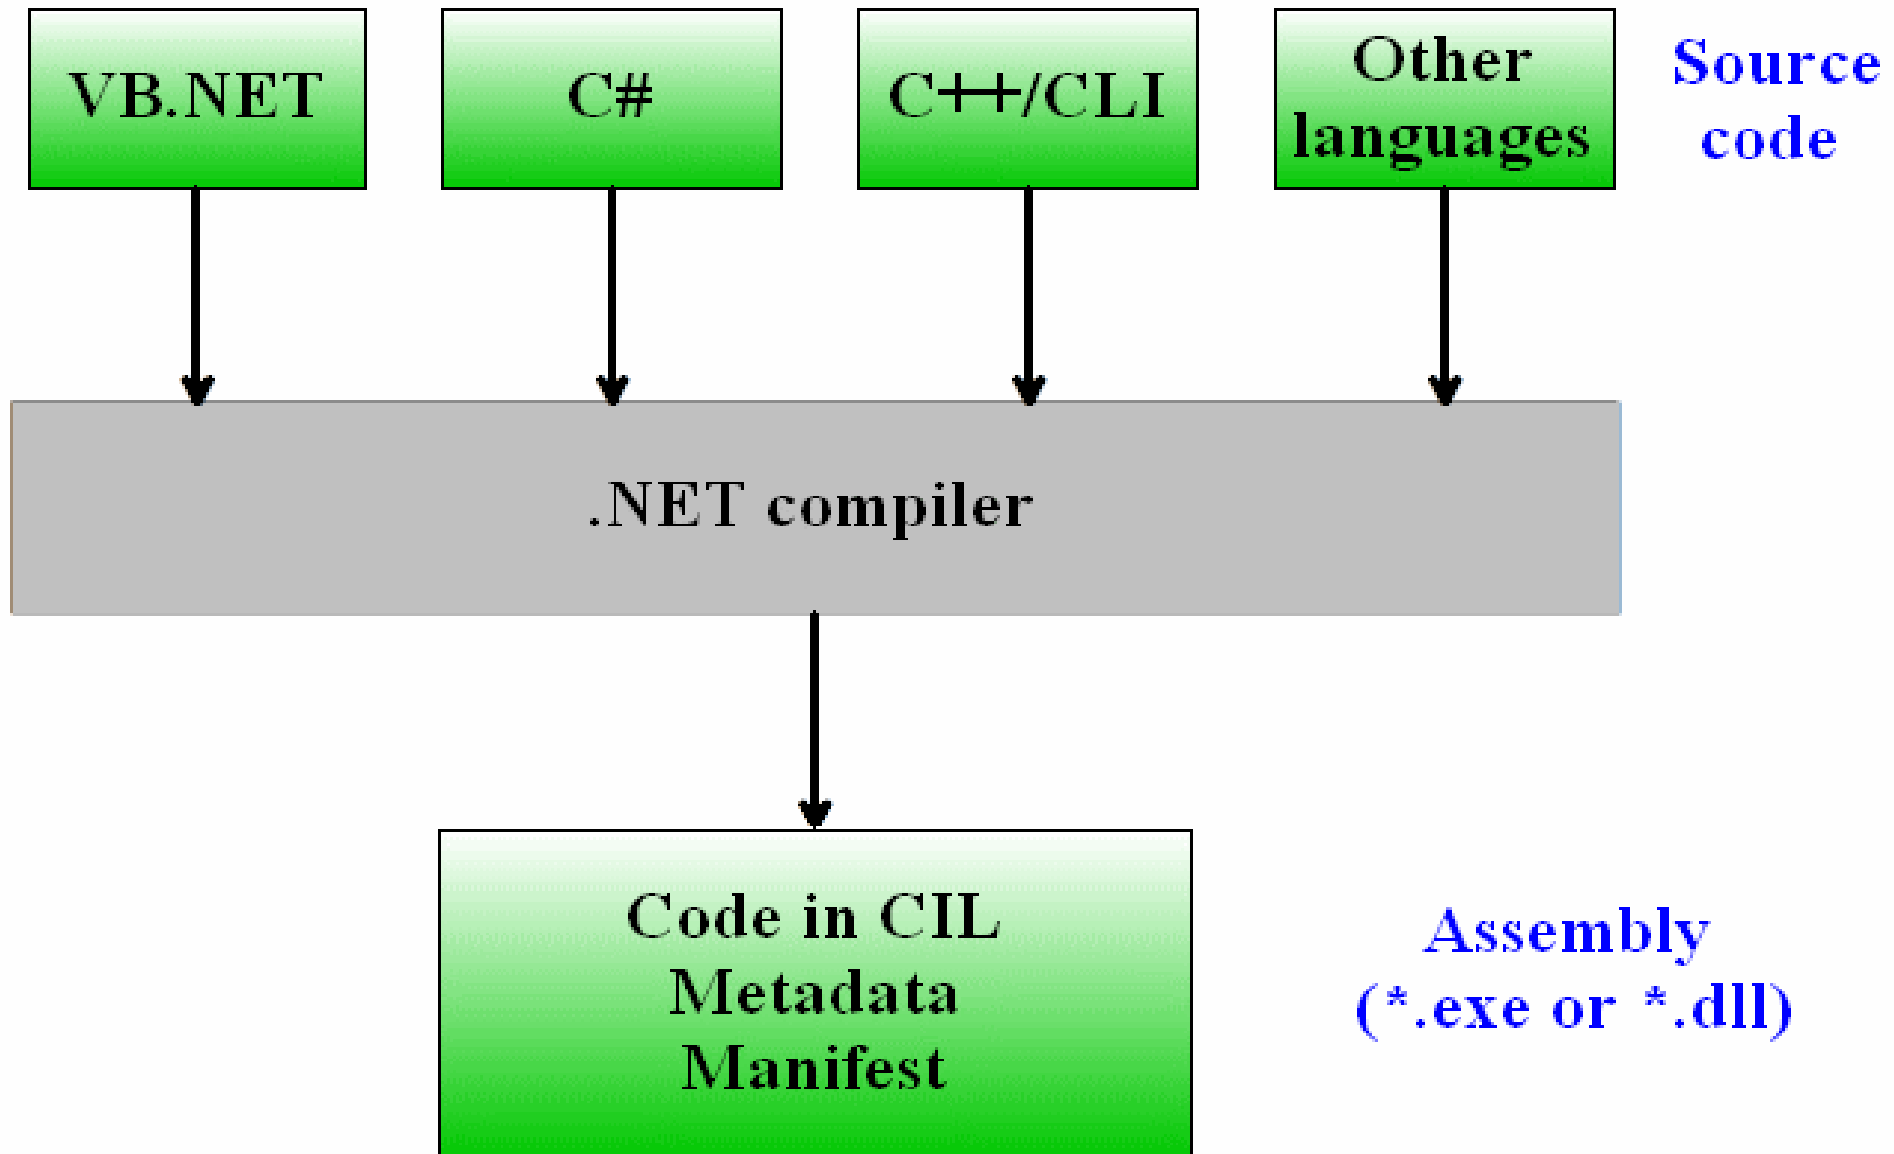 VB.NET
C#
C++/CLI
Other
languages
Source
code
.NET compiler
Code in CIL
Metadata
Manifest
Assembly
(*.exe or *.dll)